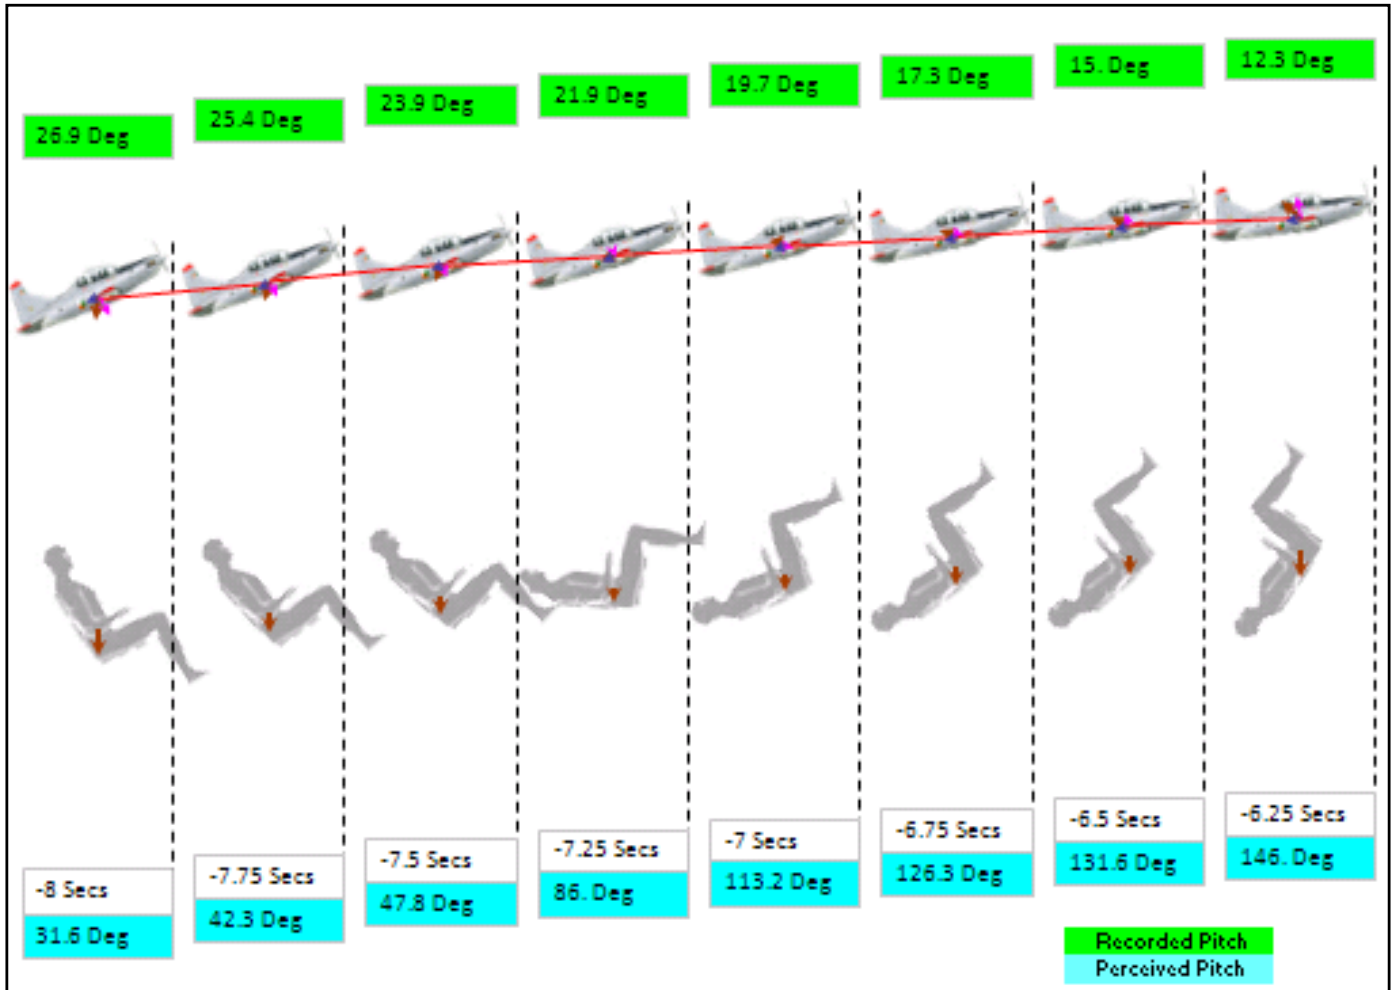 26.9 Deg
25.4 Deg
23.9 Deg
21.9 Deg
19.7 Deg
17.3 Deg
15. Deg
12.3 Deg
-8 Secs
-7.75 Secs
-7.5 Secs
-7.25 Secs
-7 Secs
-6.75 Secs
-6.5 Secs
-6.25 Secs
31.6 Deg
42.3 Deg
47.8 Deg
86. Deg
113.2 Deg
126.3 Deg
131.6 Deg
146. Deg
Recorded Pitch
Perceived Pitch